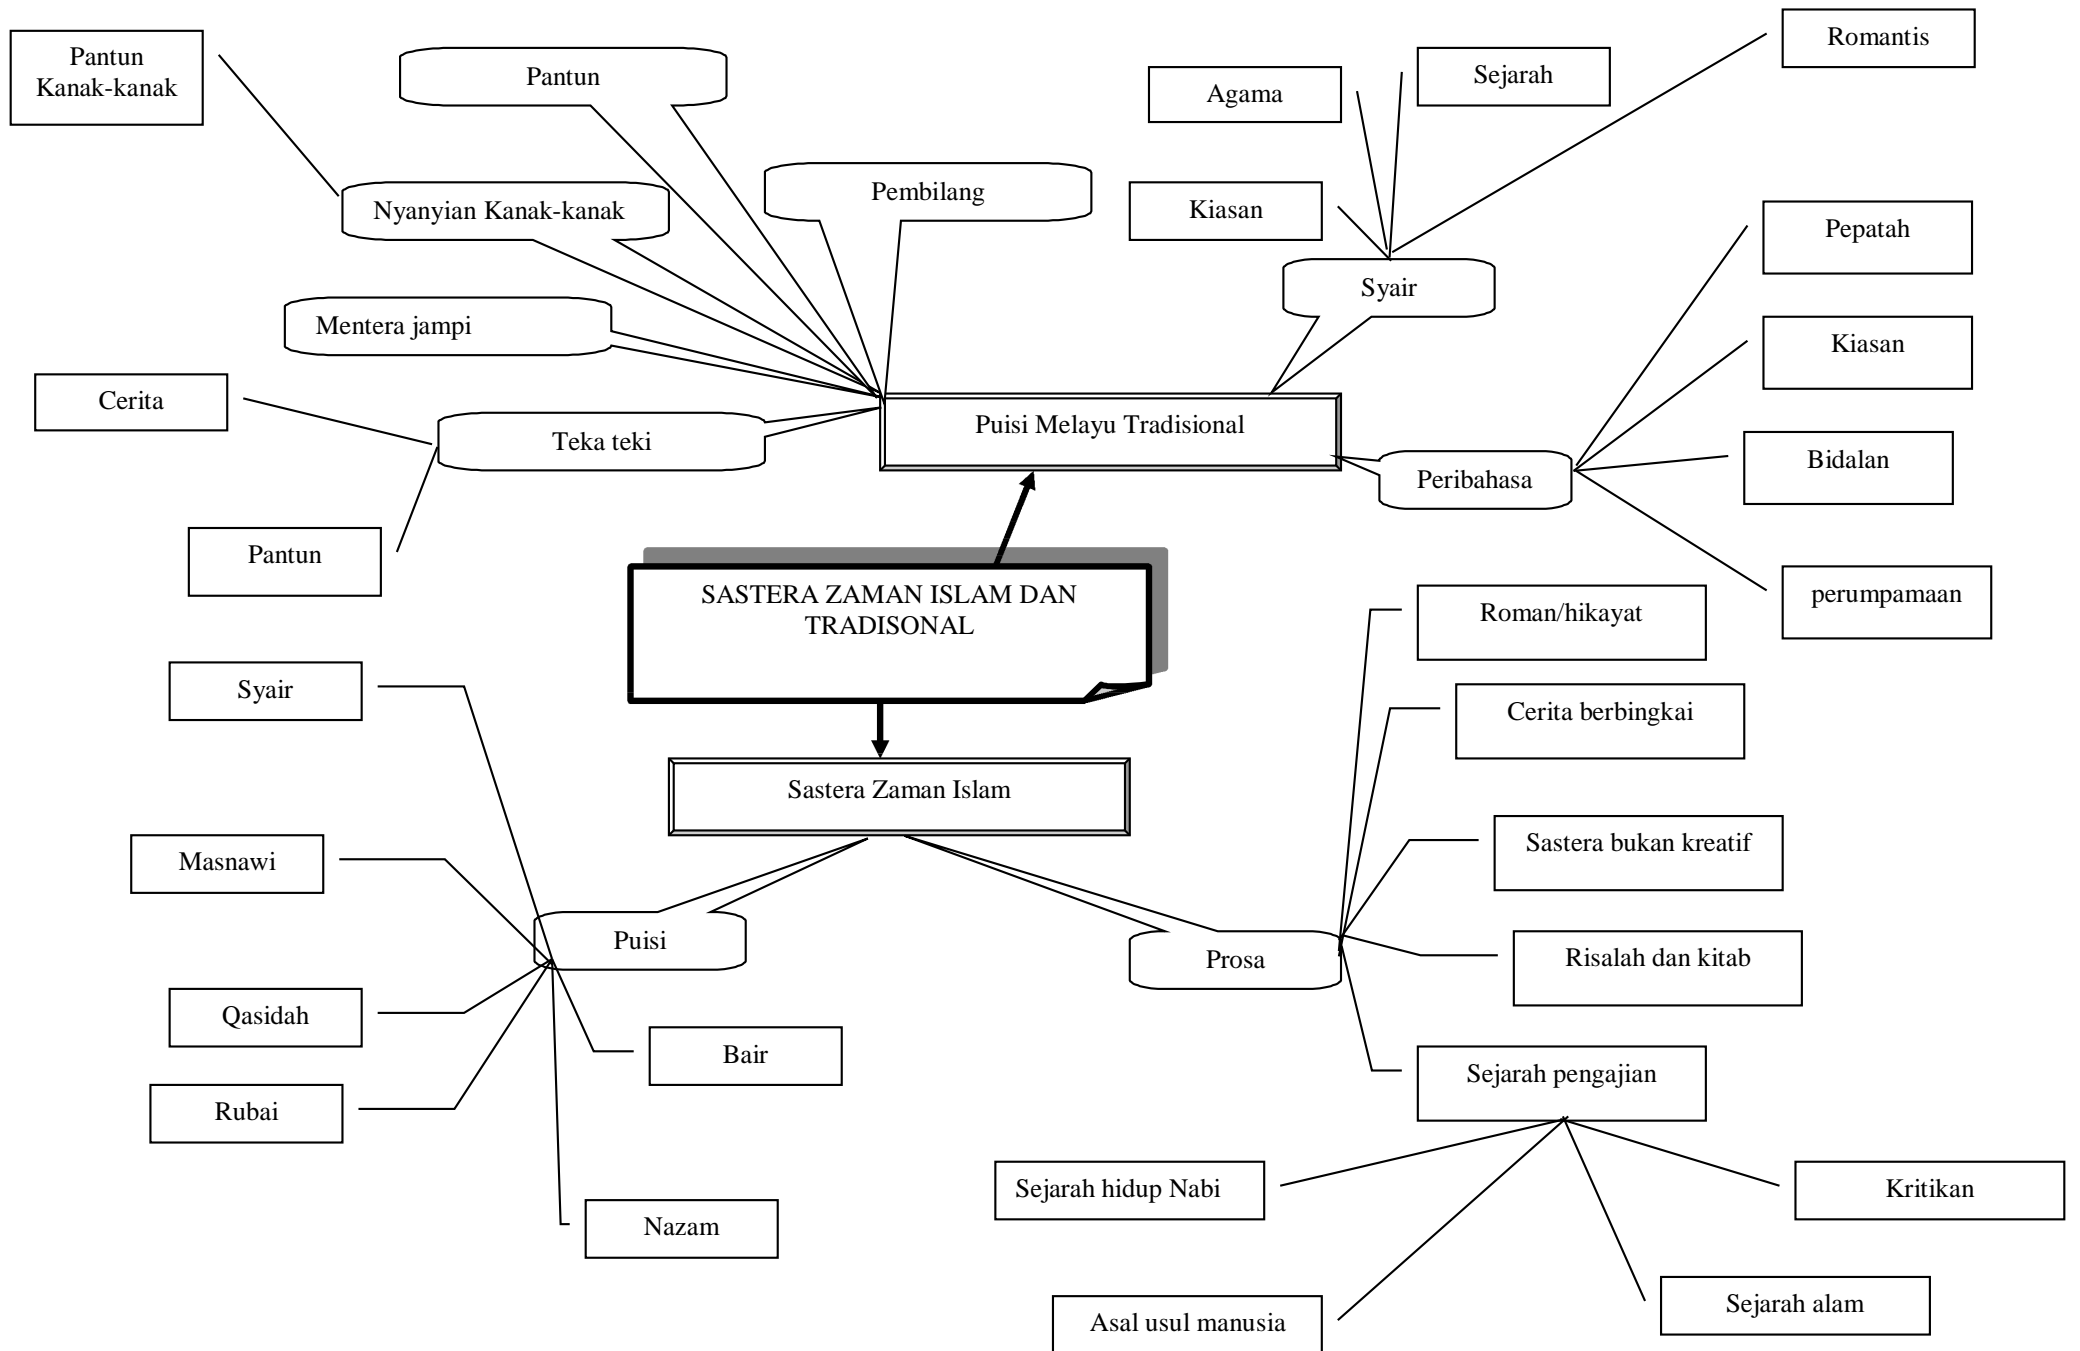 Romantis
Pantun
Kanak-kanak
Pantun
Sejarah
Agama
Pembilang
Nyanyian Kanak-kanak
Kiasan
Pepatah
Syair
Mentera jampi
Kiasan
Cerita
Teka teki
Puisi Melayu Tradisional
Bidalan
Peribahasa
Pantun
SASTERA ZAMAN ISLAM DAN
TRADISONAL
perumpamaan
Roman/hikayat
Syair
Cerita berbingkai
Sastera Zaman Islam
Masnawi
Sastera bukan kreatif
Puisi
Prosa
Risalah dan kitab
Qasidah
Bair
Sejarah pengajian
Rubai
Sejarah hidup Nabi
Kritikan
Nazam
Sejarah alam
Asal usul manusia